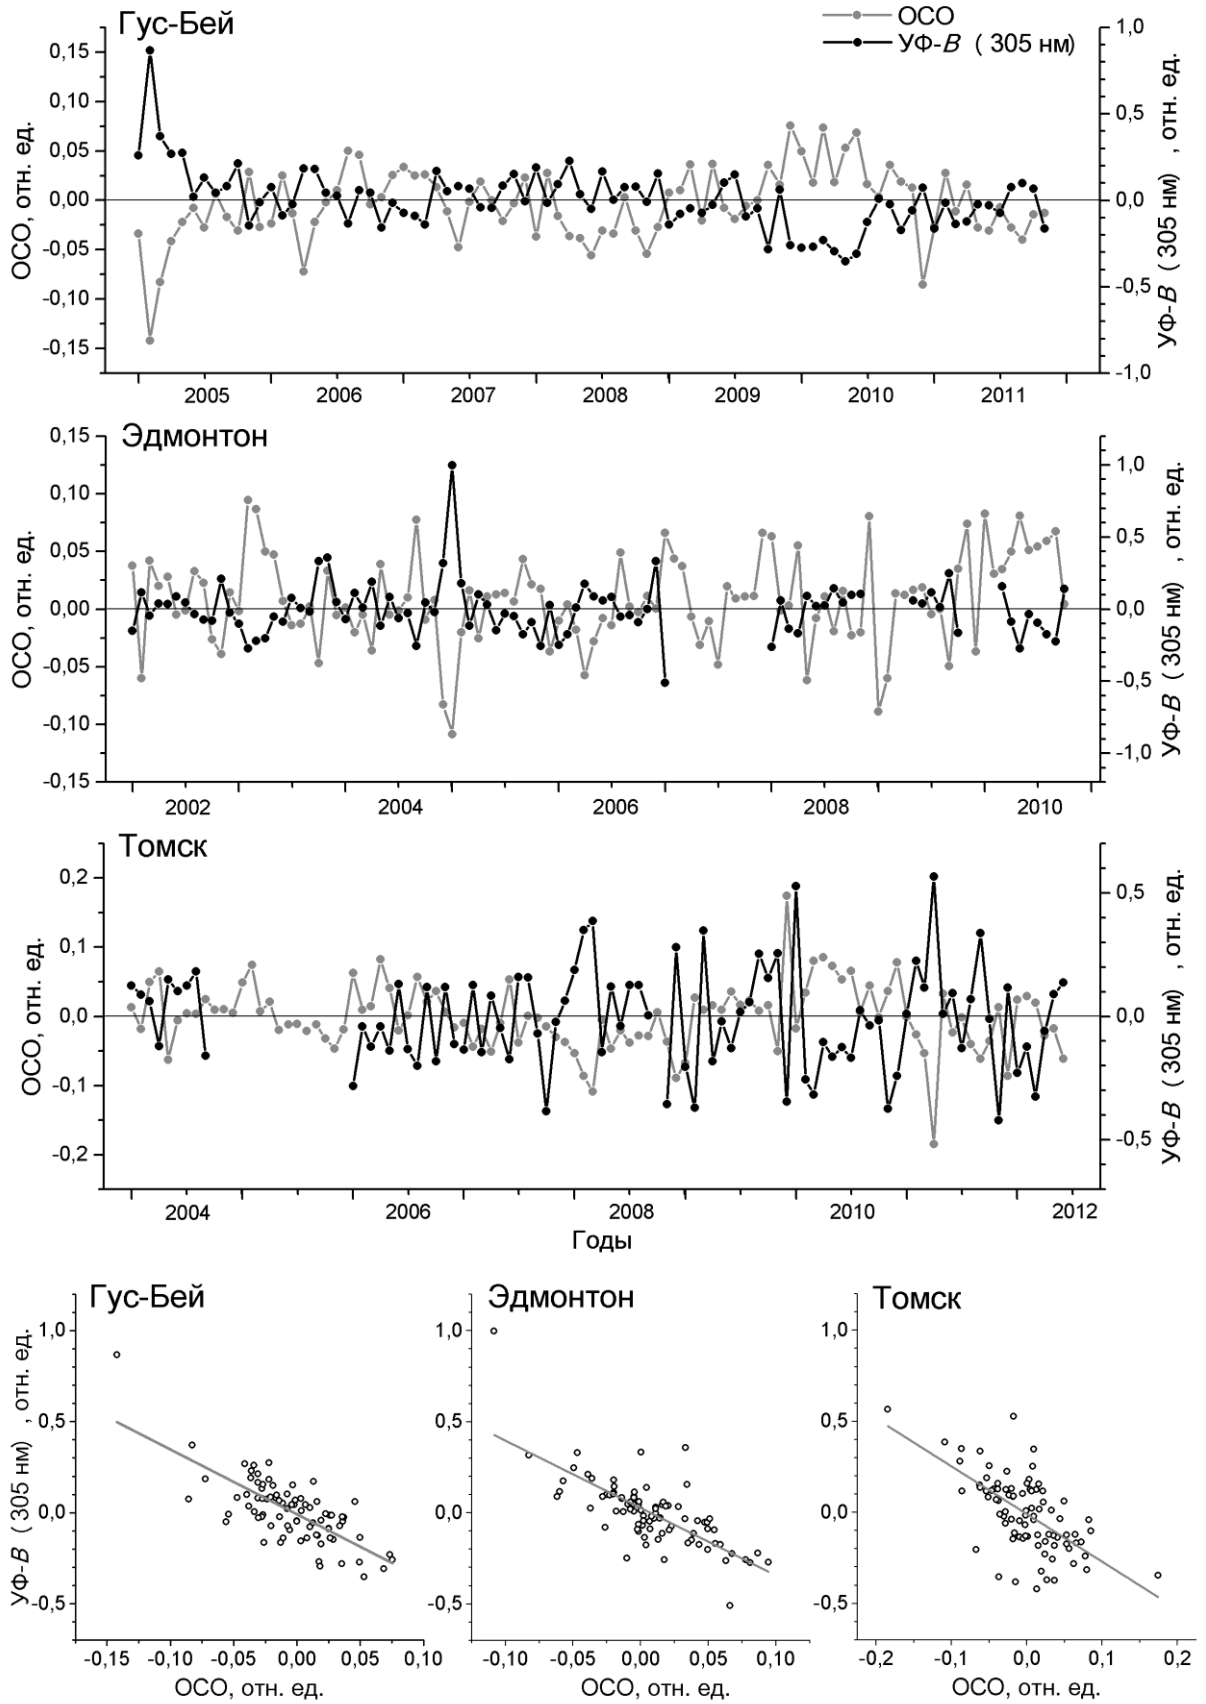 Гус-Бей
ОСО
УФ-В ( 305 нм)
0,15
0,10
0,05
0,00
-0,05
-0,10
-0,15
ОСО, отн. ед.
1,0
0,5
0,0
-0,5
-1,0
УФ-В ( 305 нм) , отн. ед.
2005 2006 2007 2008 2009 2010 2011
Эдмонтон
0,15
0,10
0,05
0,00
-0,05
-0,10
-0,15
ОСО, отн. ед.
1,0
0,5
0,0
-0,5
-1,0
УФ-В ( 305 нм) , отн. ед.
2002 2004 2006 2008 2010
Томск
0,2
0,1
0,0
-0,1
-0,2
ОСО, отн. ед.
0,5
0,0
-0,5
УФ-В ( 305 нм) , отн. ед.
2004 2006 2008 2010 2012
Годы
Гус-Бей
1,0
0,5
0,0
-0,5
УФ-В ( 305 нм) , отн. ед.
-0,15 -0,10 -0,05 0,00 0,05 0,10
ОСО, отн. ед.
Эдмонтон
1,0
0,5
0,0
-0,5
-0,10 -0,05 0,00 0,05 0,10
ОСО, отн. ед.
Томск
1,0
0,5
0,0
-0,5
-0,2 -0,1 0,0 0,1 0,2
ОСО, отн. ед.